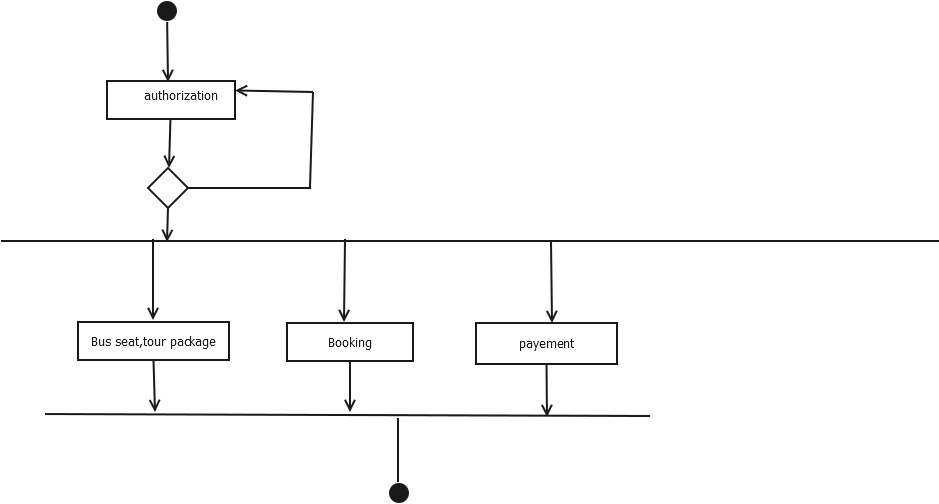 authorization
Bus seat,tour package
Booking
payement